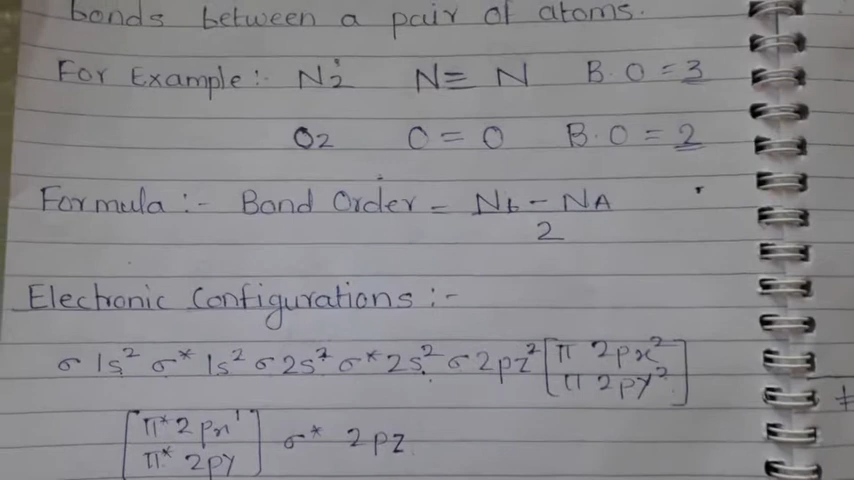 bonds between a pair of atoms.
For Example:- N2 N≡N B.O = 3
O2 O=O B.O = 2
Formula:- Bond Order = Nb - NA
2
Electronic Configurations:-
σ 1s² σ* 1s² σ 2s² σ* 2s² σ 2pz² [π 2px²
π 2py²]
[π* 2px¹
π* 2py] σ* 2pz